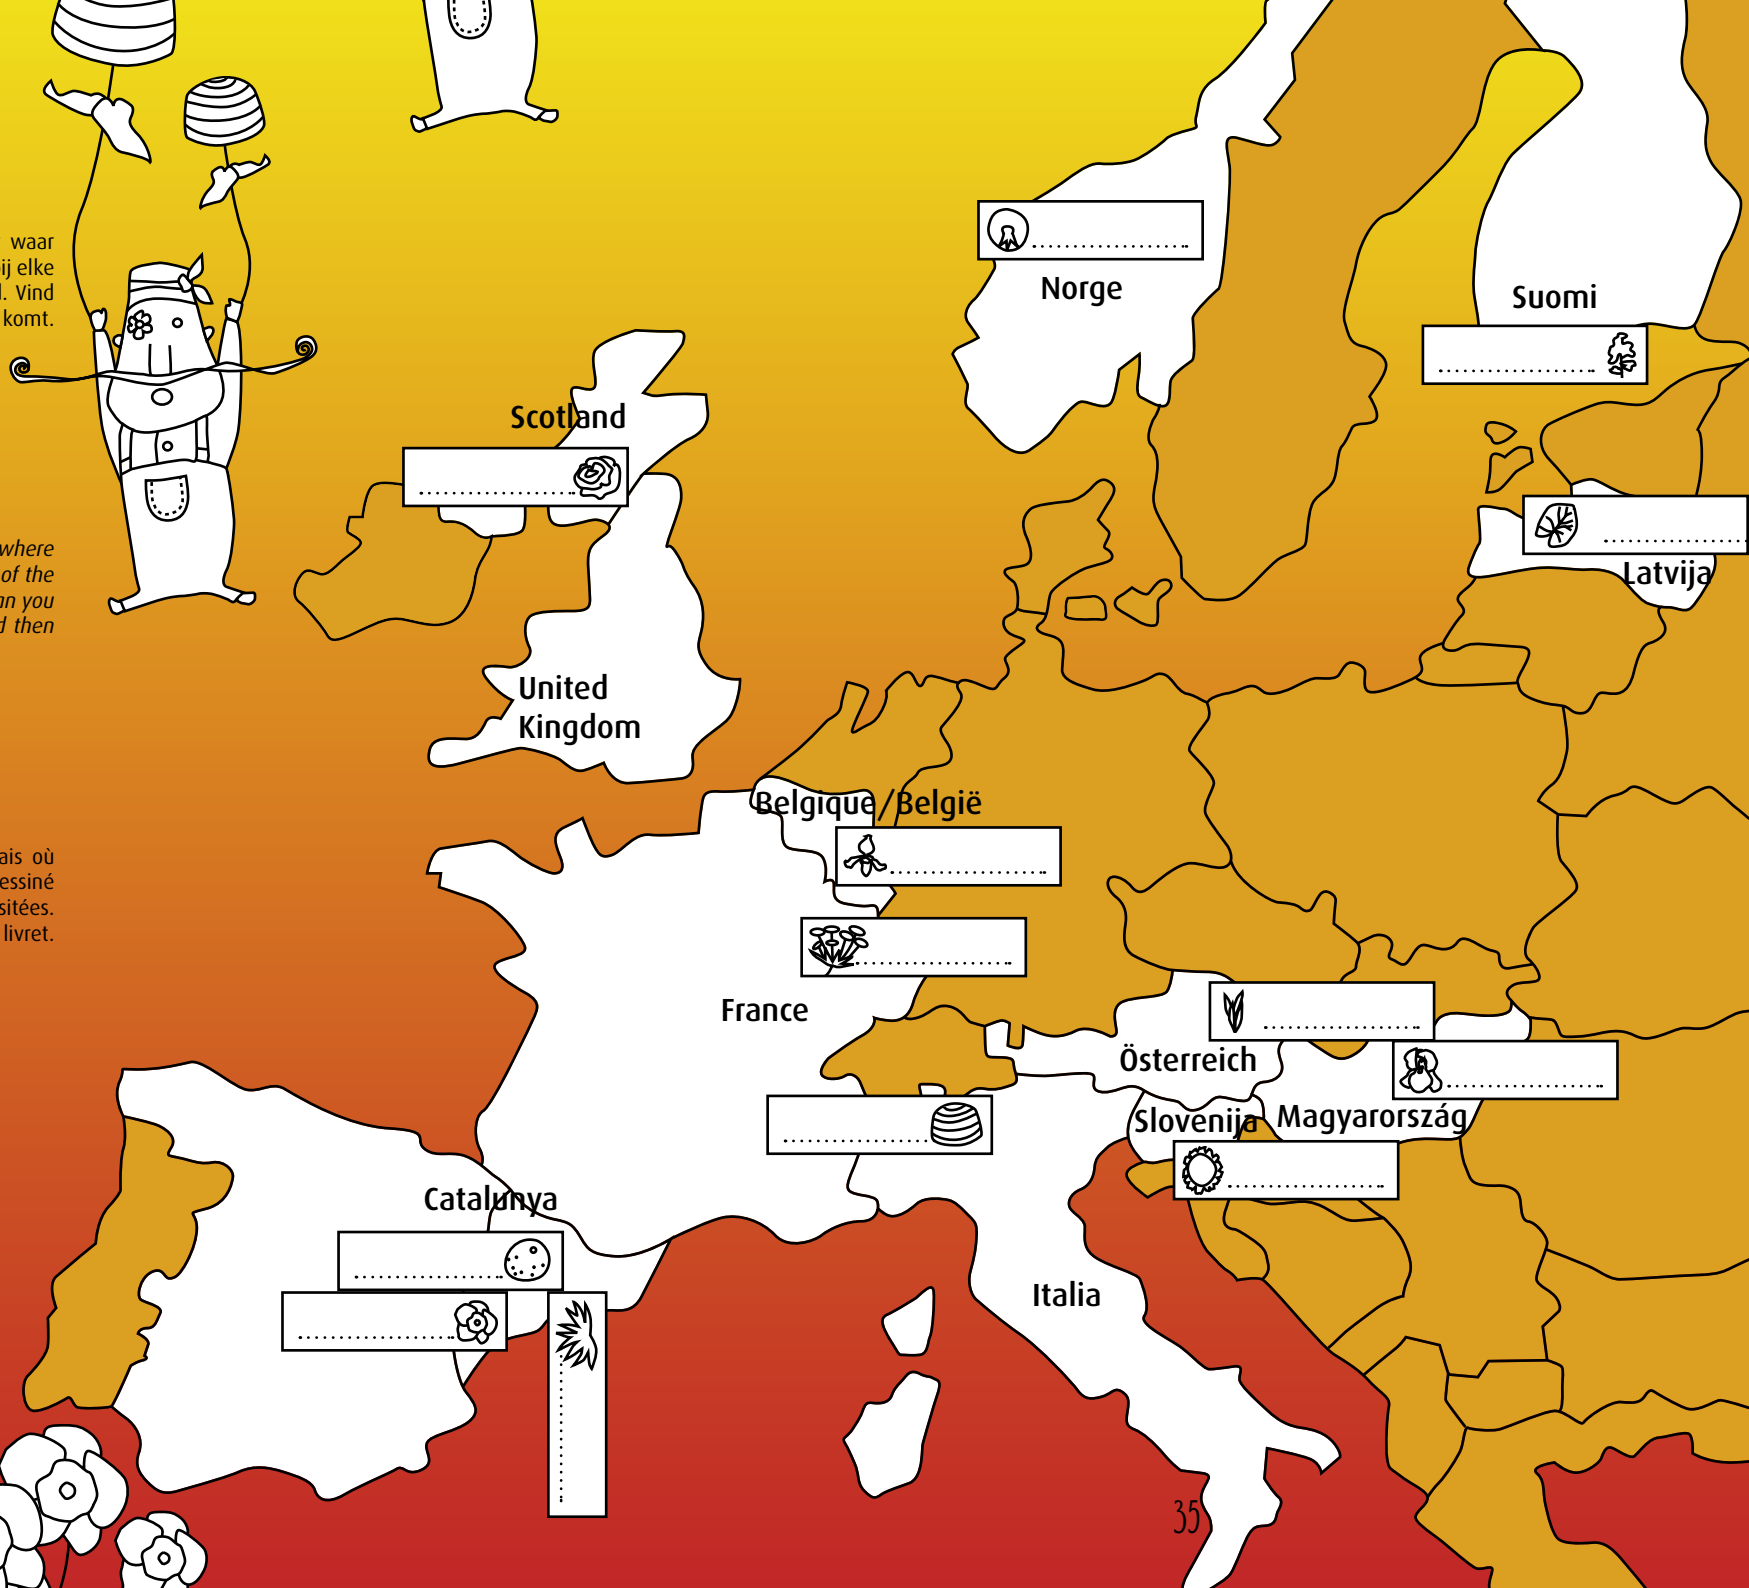 waar
ij elke
. Vind
komt.
where
of the
an you
d then
ais où
essiné
sitées.
livret.
Norge
Suomi
Scotland
Latvija
United
Kingdom
Belgique/België
France
Österreich
Slovenija
Magyarország
Catalunya
Italia
35